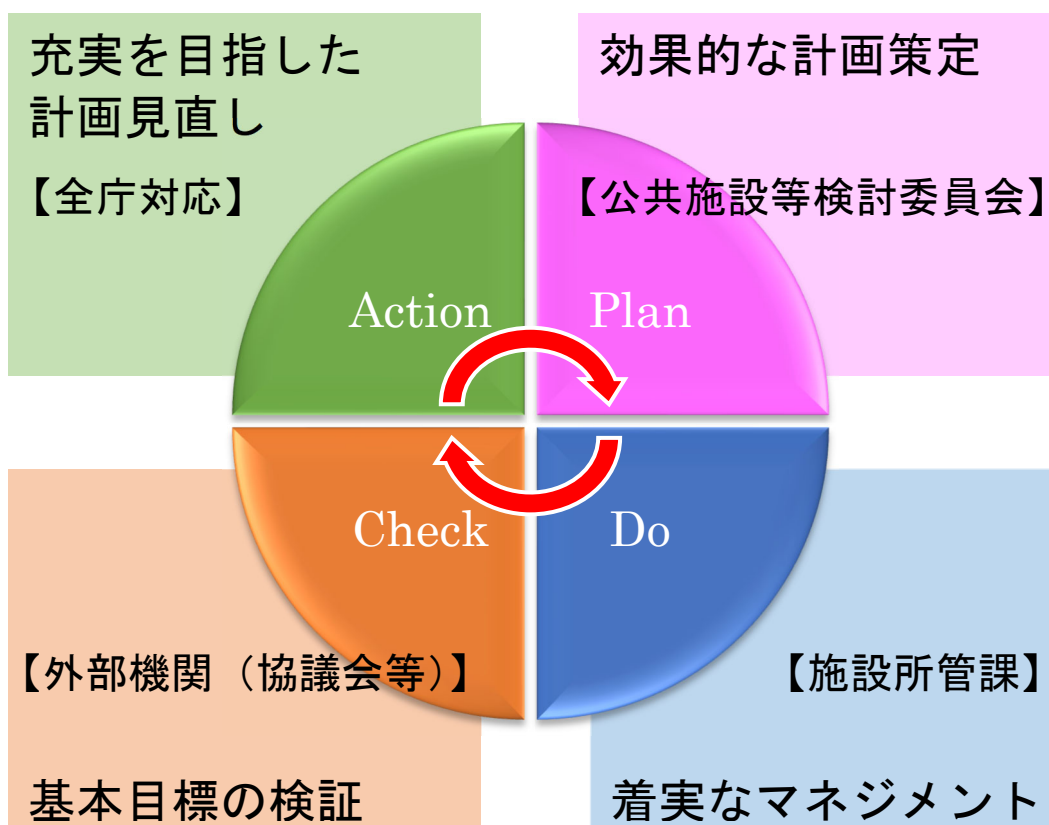 充実を目指した
計画見直し
【全庁対応】
Action
効果的な計画策定
【公共施設等検討委員会】
Plan
Check
【外部機関（協議会等）】
基本目標の検証
Do
【施設所管課】
着実なマネジメント